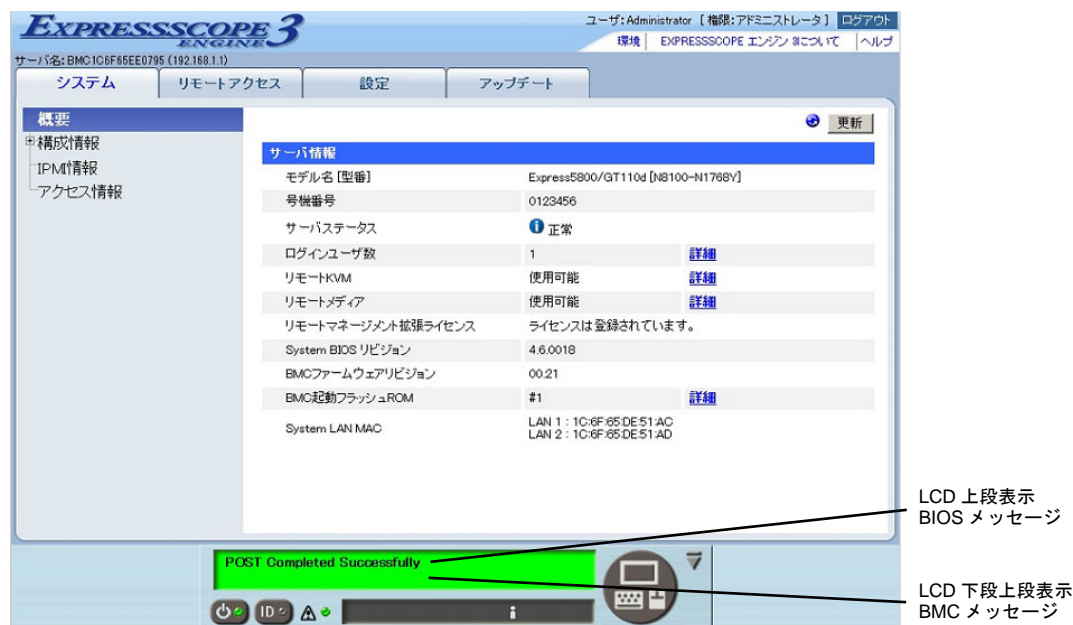 EXPRESSSCOPE 3
ENGINE
ユーザ: Administrator [ 権限:アドミニストレータ ] ログアウト
環境 EXPRESSSCOPE エンジン 3について ヘルプ
サーバ名: BMC1C6F65EE0795 (192.168.1.1)
システム リモートアクセス 設定 アップデート
概要
構成情報
IPMI情報
アクセス情報
更新
サーバ情報
モデル名 [型番] Express5800/GT110d [N8100-N1768Y]
号機番号 0123456
サーバステータス 正常
ログインユーザ数 1 詳細
リモートKVM 使用可能 詳細
リモートメディア 使用可能 詳細
リモートマネージメント拡張ライセンス ライセンスは登録されています。
System BIOS リビジョン 4.6.0018
BMCファームウェアリビジョン 00.21
BMC起動フラッシュROM #1 詳細
System LAN MAC LAN 1 : 1C:6F:65:DE:51:AC
LAN 2 : 1C:6F:65:DE:51:AD
LCD 上段表示
BIOS メッセージ
POST Completed Successfully
LCD 下段上段表示
BMC メッセージ
ID